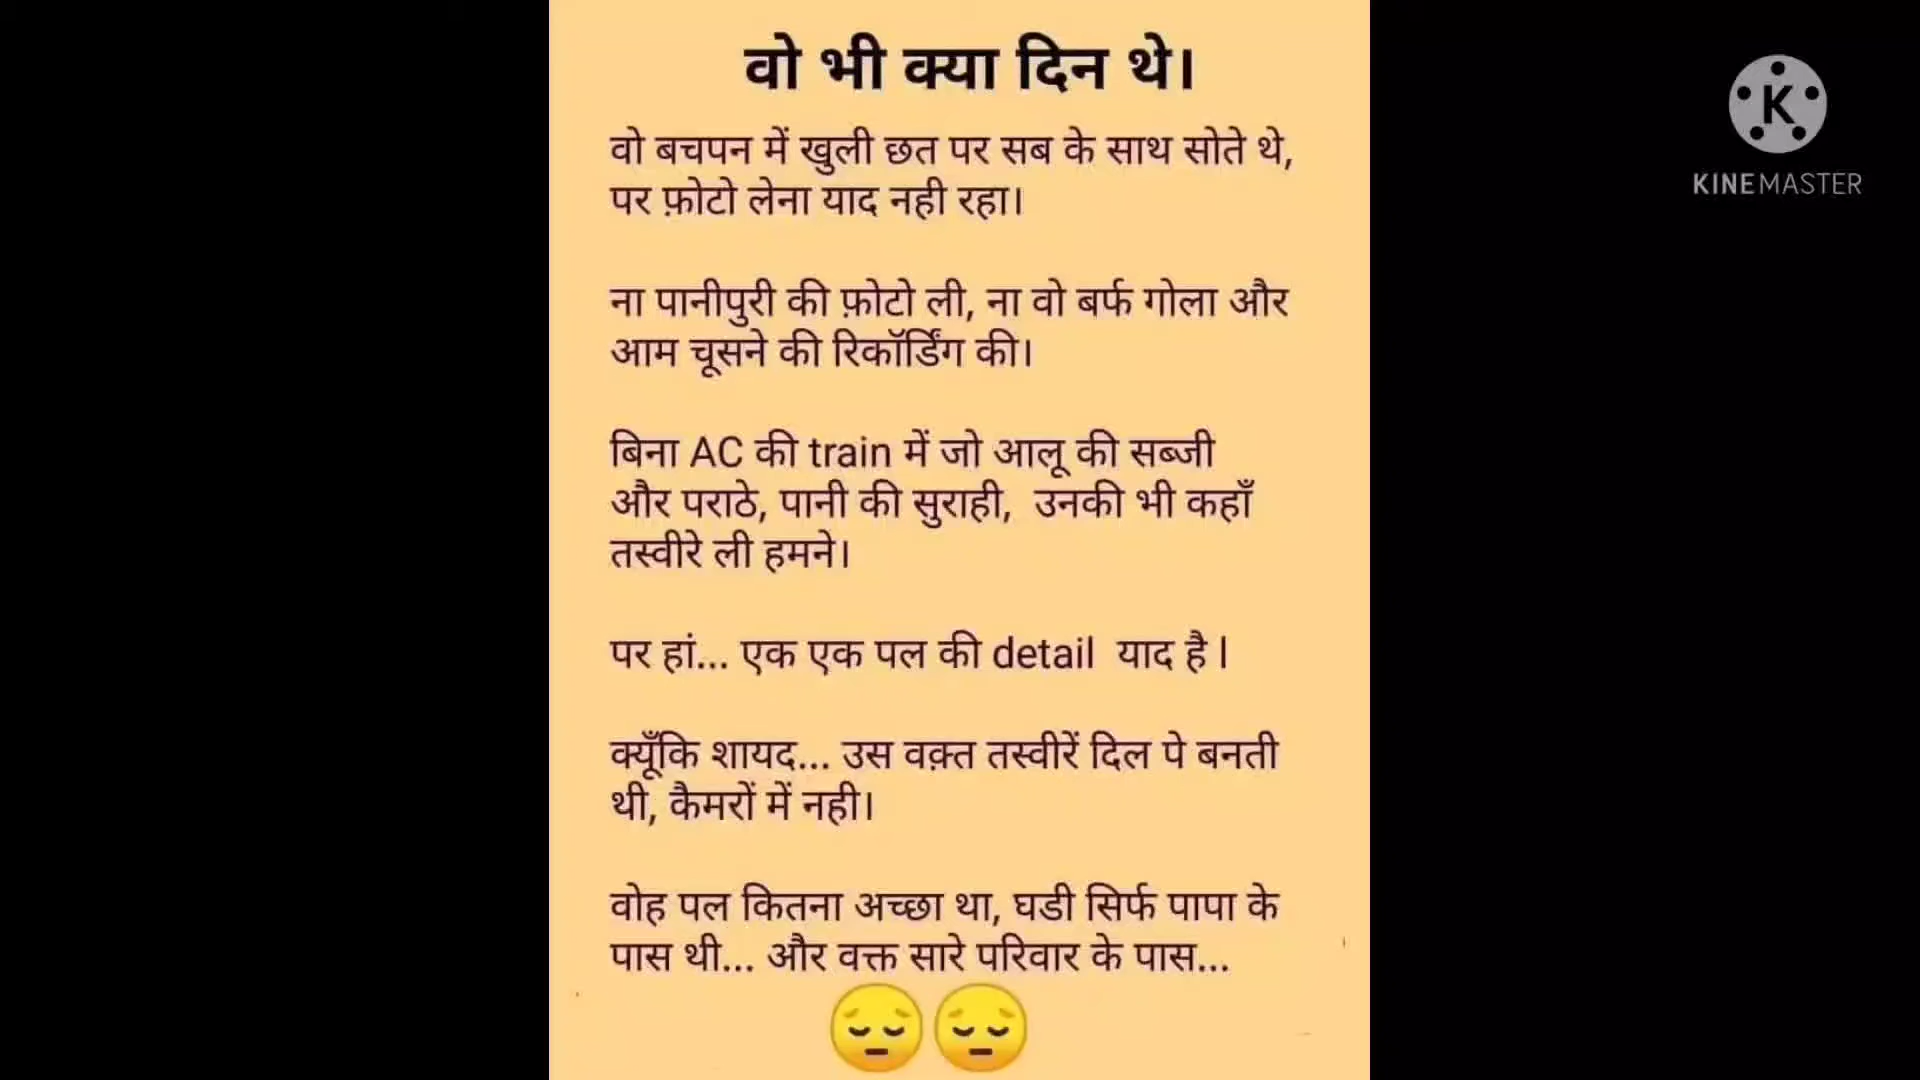 वो भी क्या दिन थे।
वो बचपन में खुली छत पर सब के साथ सोते थे,
पर फ़ोटो लेना याद नही रहा।
ना पानीपुरी की फ़ोटो ली, ना वो बर्फ गोला और
आम चूसने की रिकॉर्डिंग की।
बिना AC की train में जो आलू की सब्जी
और पराठे, पानी की सुराही, उनकी भी कहाँ
तस्वीरे ली हमने।
पर हां... एक एक पल की detail याद है l
क्यूँकि शायद... उस वक़्त तस्वीरें दिल पे बनती
थी, कैमरों में नही।
वोह पल कितना अच्छा था, घडी सिर्फ पापा के
पास थी... और वक्त सारे परिवार के पास...
K
KINEMASTER